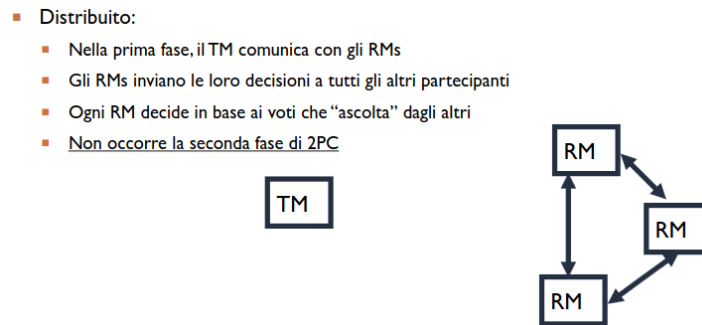 Distribuito:
Nella prima fase, il TM comunica con gli RMs
Gli RMs inviano le loro decisioni a tutti gli altri partecipanti
Ogni RM decide in base ai voti che “ascolta” dagli altri
Non occorre la seconda fase di 2PC
RM
TM
RM
RM